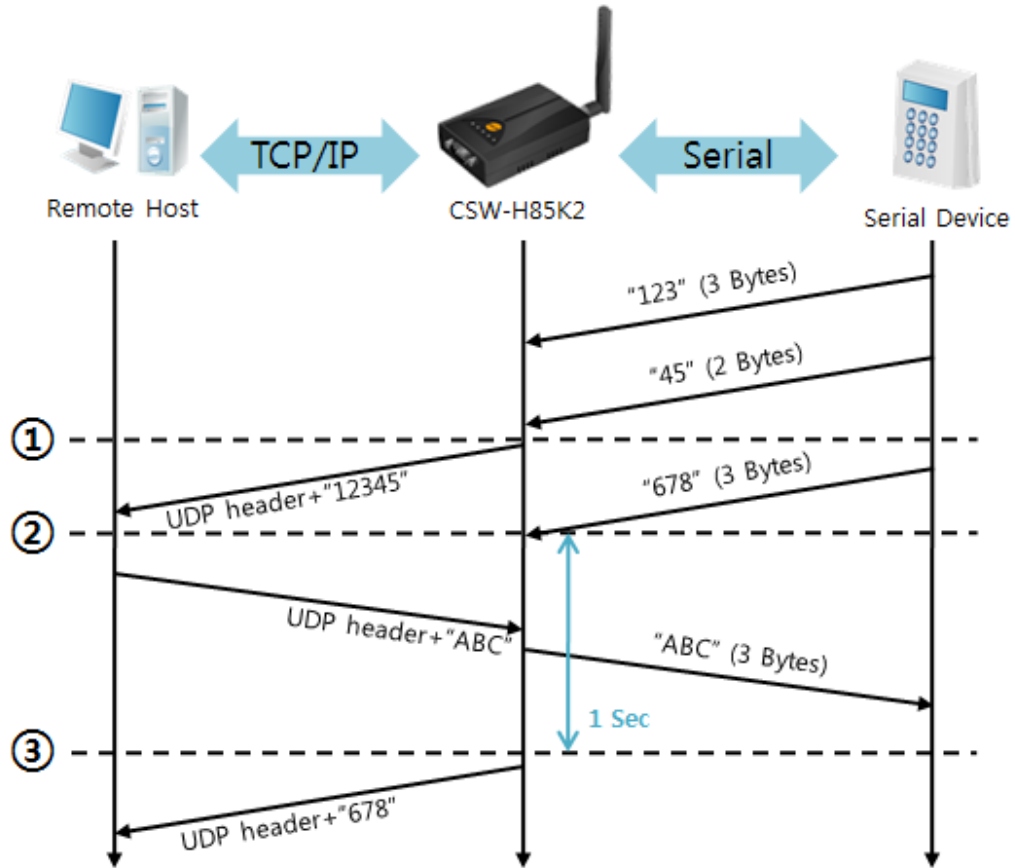 TCP/IP
Serial
Remote Host
CSW-H85K2
Serial Device
"123" (3 Bytes)
"45" (2 Bytes)
①
UDP header+"12345"
"678" (3 Bytes)
②
UDP header+"ABC"
"ABC" (3 Bytes)
1 Sec
③
UDP header+"678"